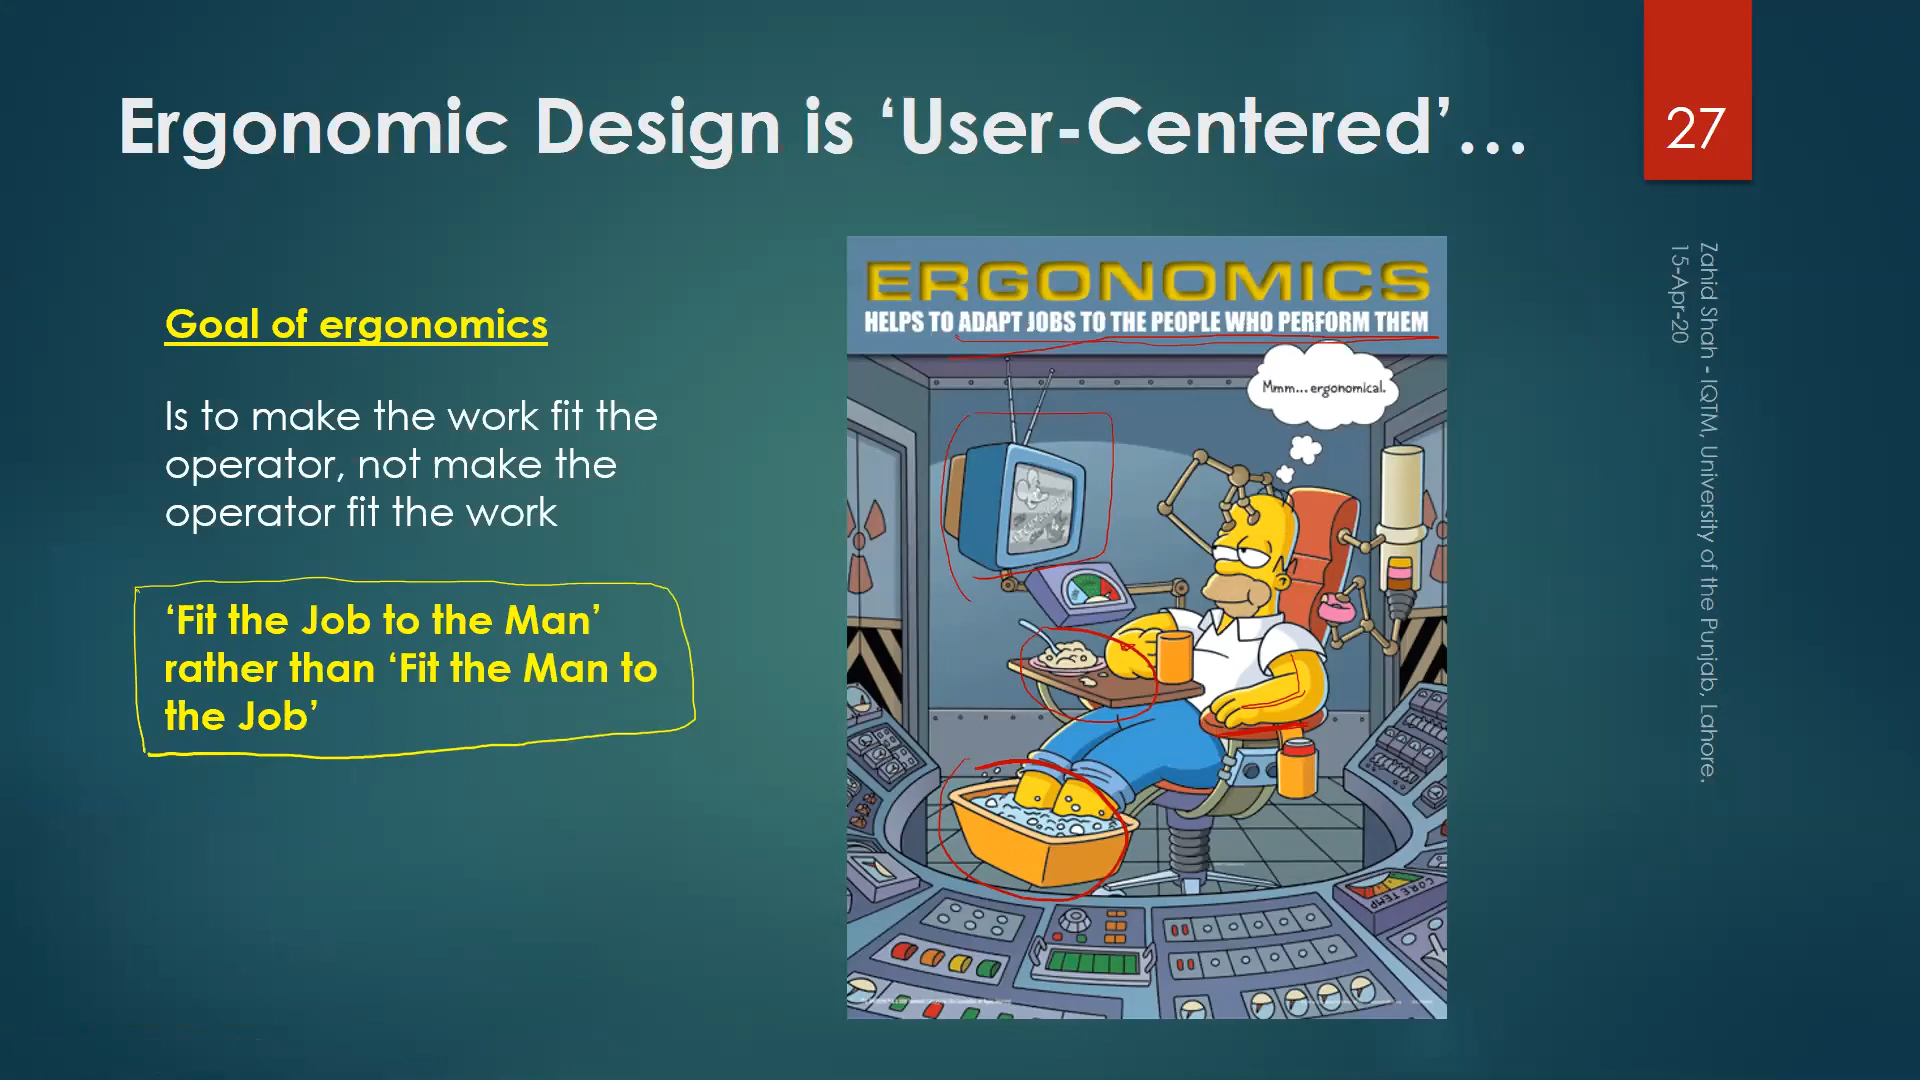 Ergonomic Design is ‘User-Centered’...
27
Goal of ergonomics
Is to make the work fit the
operator, not make the
operator fit the work
‘Fit the Job to the Man’
rather than ‘Fit the Man to
the Job’
ERGONOMICS
HELPS TO ADAPT JOBS TO THE PEOPLE WHO PERFORM THEM
Mmm... ergonomical.
CORE TEMP
Zahid Shah - IQTM, University of the Punjab, Lahore.
15-Apr-20